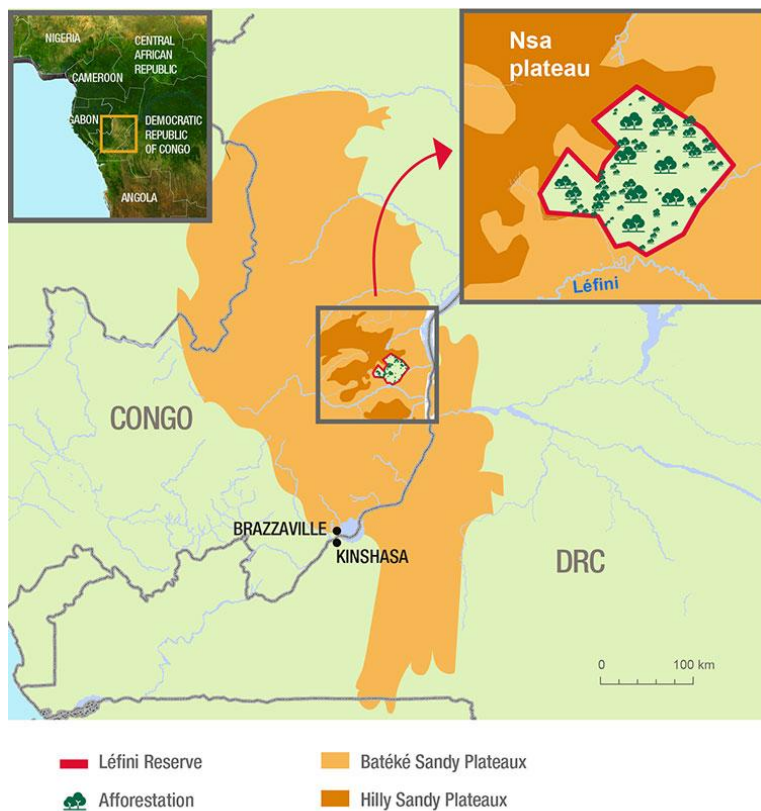 NIGERIA
CENTRAL
AFRICAN
REPUBLIC
CAMEROON
GABON
DEMOCRATIC
REPUBLIC
OF CONGO
ANGOLA
Nsa
plateau
Léfini
CONGO
BRAZZAVILLE
KINSHASA
DRC
0 100 km
Léfini Reserve
Batéké Sandy Plateaux
Afforestation
Hilly Sandy Plateaux